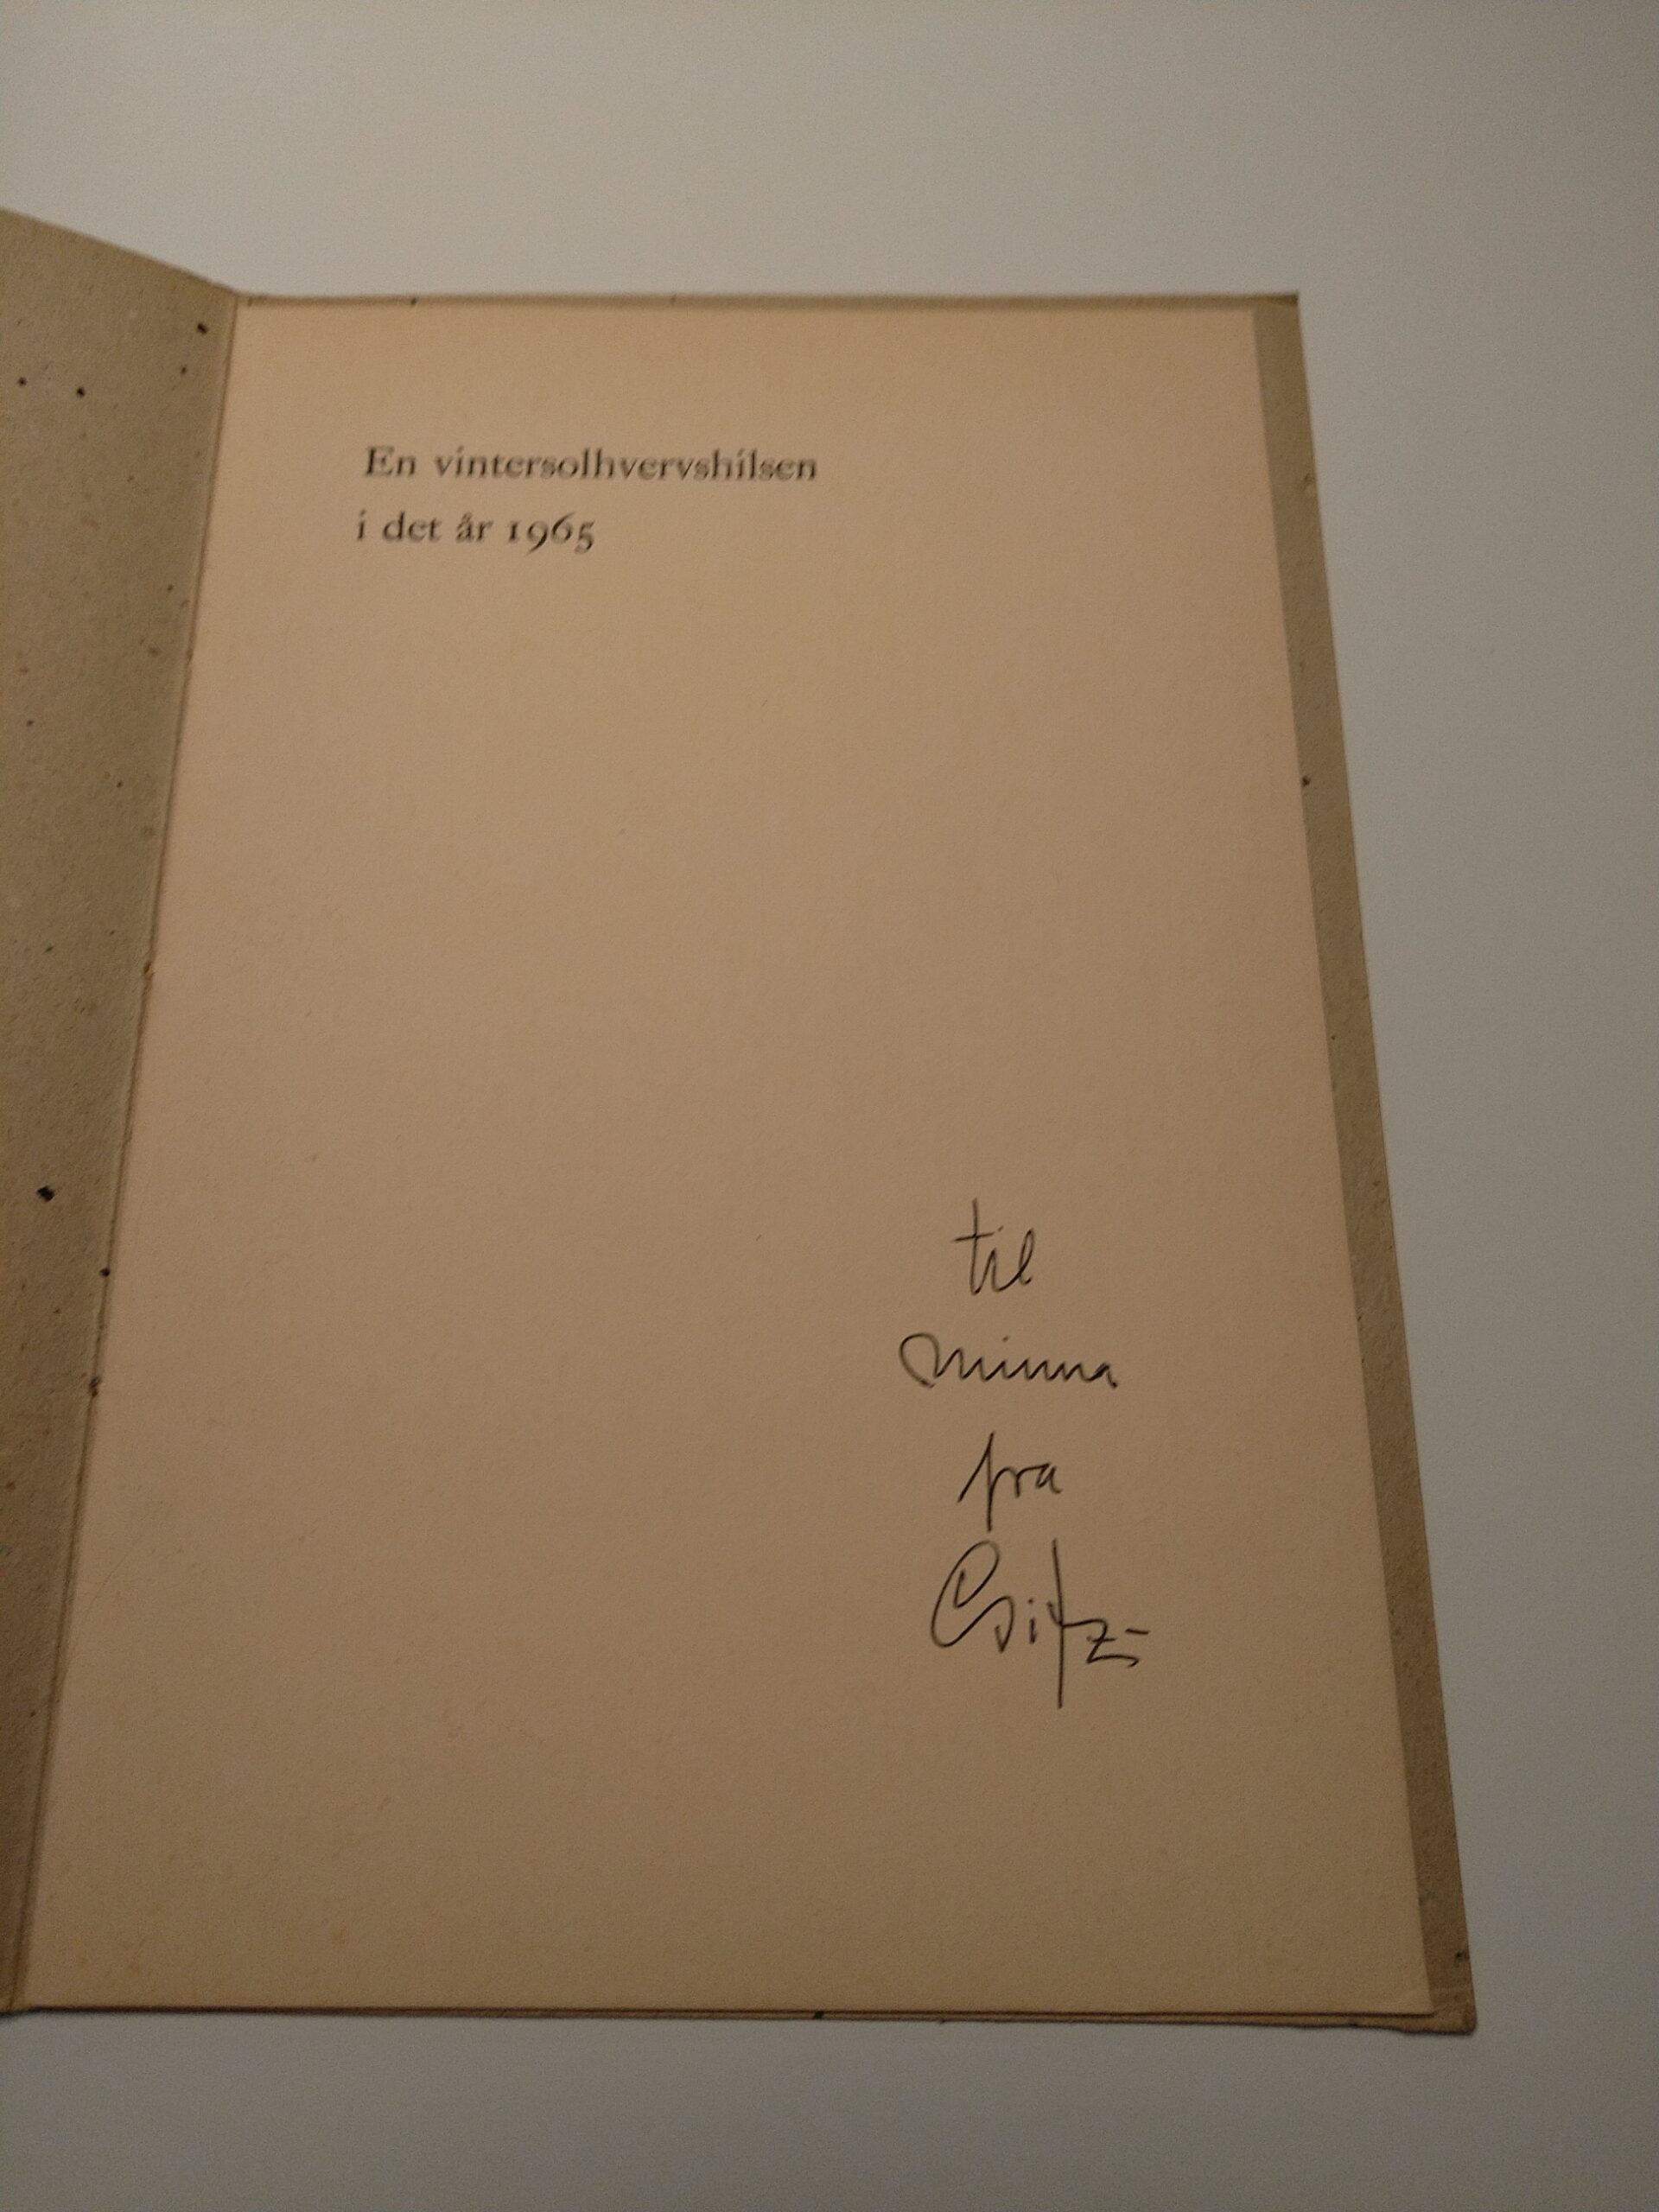 En vintersolhvervshilsen
i det år 1965
til
Minna
fra